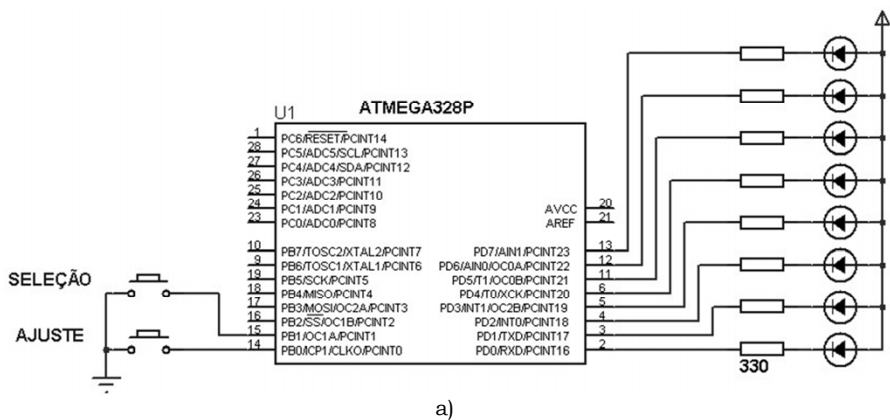 U1
ATMEGA328P
1 PC6/RESET/PCINT14
28 PC5/ADC5/SCL/PCINT13
27 PC4/ADC4/SDA/PCINT12
26 PC3/ADC3/PCINT11
25 PC2/ADC2/PCINT10
24 PC1/ADC1/PCINT9
23 PC0/ADC0/PCINT8
AVCC 20
AREF 21
10 PB7/TOSC2/XTAL2/PCINT7
9 PB6/TOSC1/XTAL1/PCINT6
19 PB5/SCK/PCINT5
18 PB4/MISO/PCINT4
17 PB3/MOSI/OC2A/PCINT3
16 PB2/SS/OC1B/PCINT2
15 PB1/OC1A/PCINT1
14 PB0/ICP1/CLKO/PCINT0
PD7/AIN1/PCINT23 13
PD6/AIN0/OC0A/PCINT22 12
PD5/T1/OC0B/PCINT21 11
PD4/T0/XCK/PCINT20 6
PD3/INT1/OC2B/PCINT19 5
PD2/INT0/PCINT18 4
PD1/TXD/PCINT17 3
PD0/RXD/PCINT16 2
SELEÇÃO
AJUSTE
330
a)